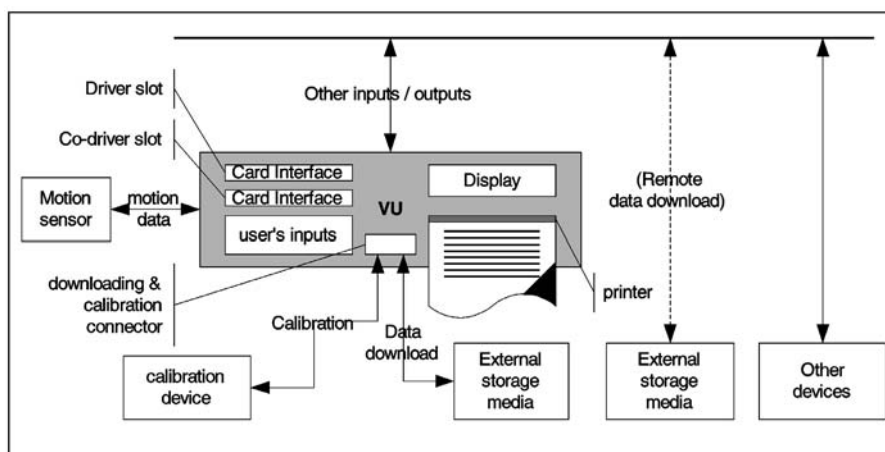 Driver slot
Other inputs / outputs
Co-driver slot
Card Interface
Card Interface
Display
Motion
sensor
motion
data
VU
(Remote
data download)
user's inputs
downloading &
calibration
connector
printer
Calibration
Data
download
calibration
device
External
storage
media
External
storage
media
Other
devices